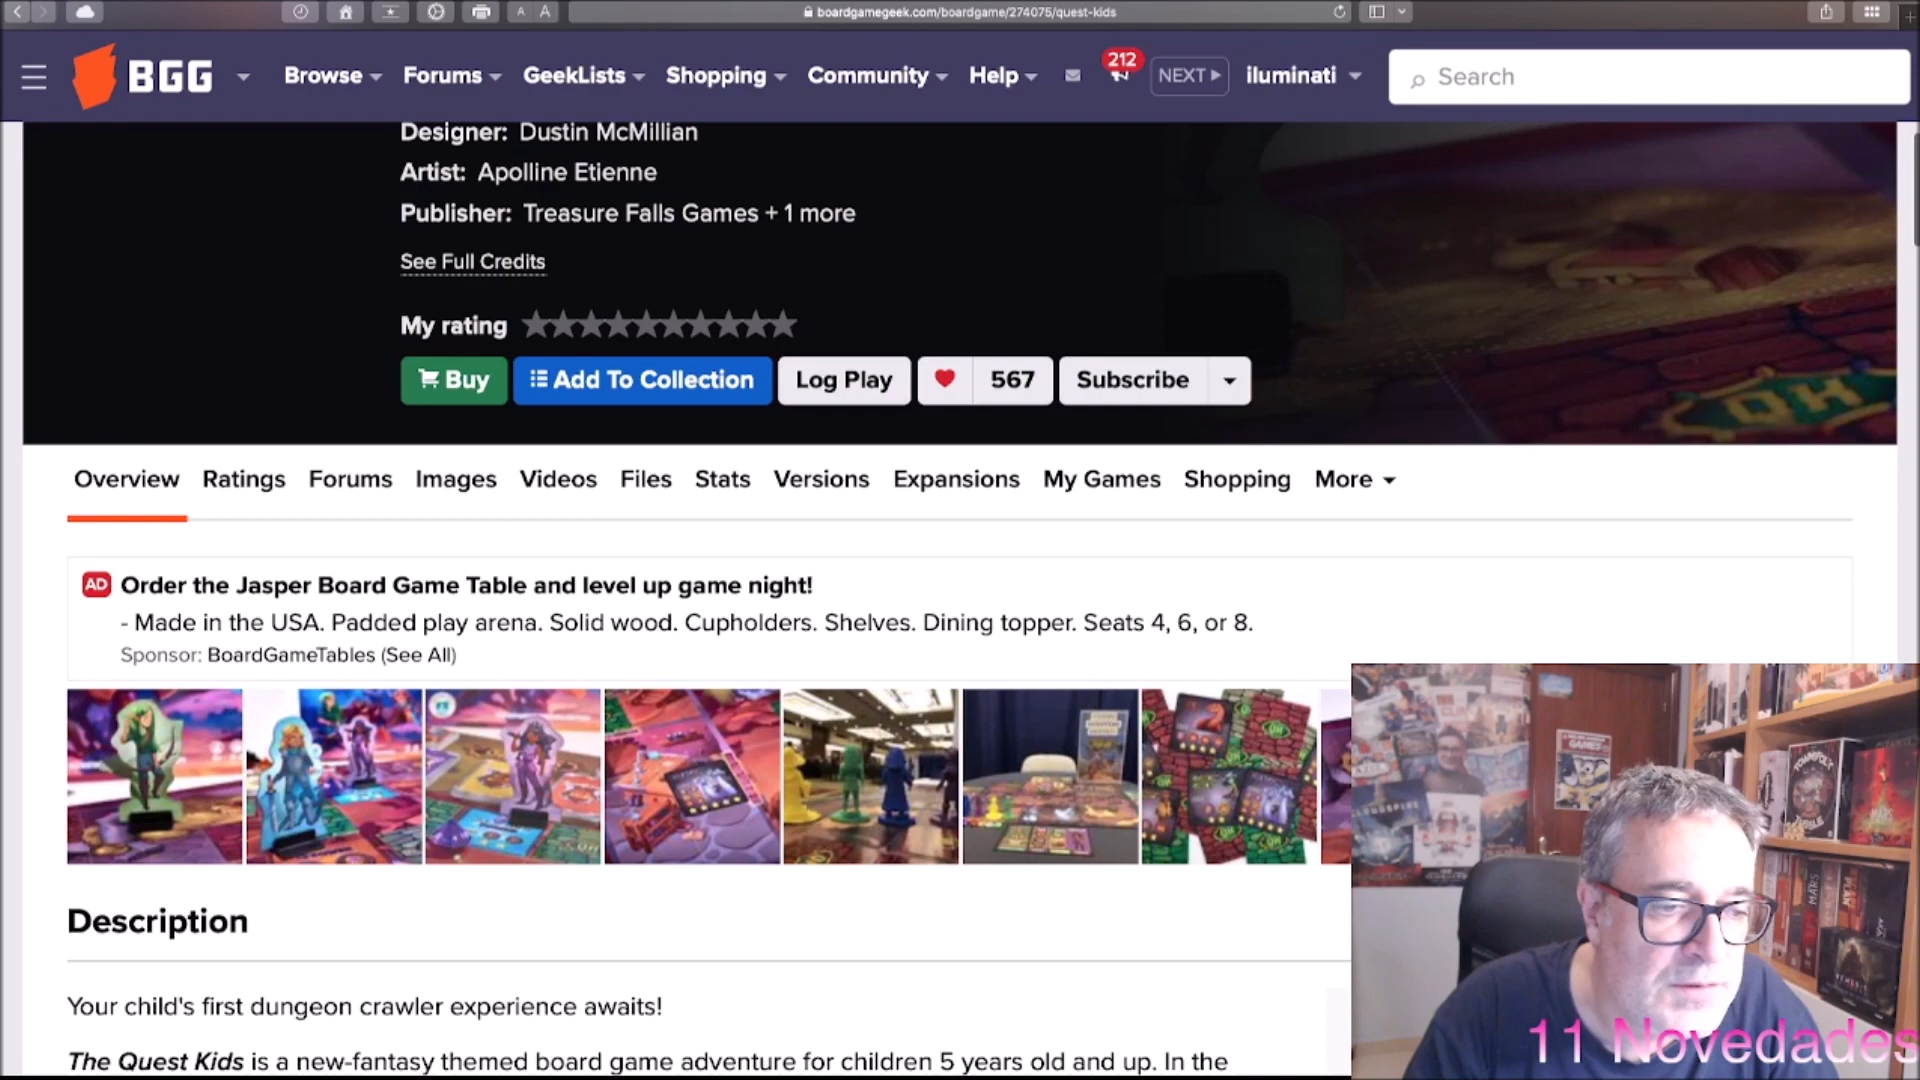 boardgamegeek.com/boardgame/274075/quest-kids
BGG Browse Forums GeekLists Shopping Community Help 212 NEXT iluminati Search
Designer: Dustin McMillian
Artist: Apolline Etienne
Publisher: Treasure Falls Games + 1 more
See Full Credits
My rating
Buy Add To Collection Log Play 567 Subscribe
Overview Ratings Forums Images Videos Files Stats Versions Expansions My Games Shopping More
AD Order the Jasper Board Game Table and level up game night!
- Made in the USA. Padded play arena. Solid wood. Cupholders. Shelves. Dining topper. Seats 4, 6, or 8.
Sponsor: BoardGameTables (See All)
Description
Your child's first dungeon crawler experience awaits!
The Quest Kids is a new-fantasy themed board game adventure for children 5 years old and up. In the
11 Novedades